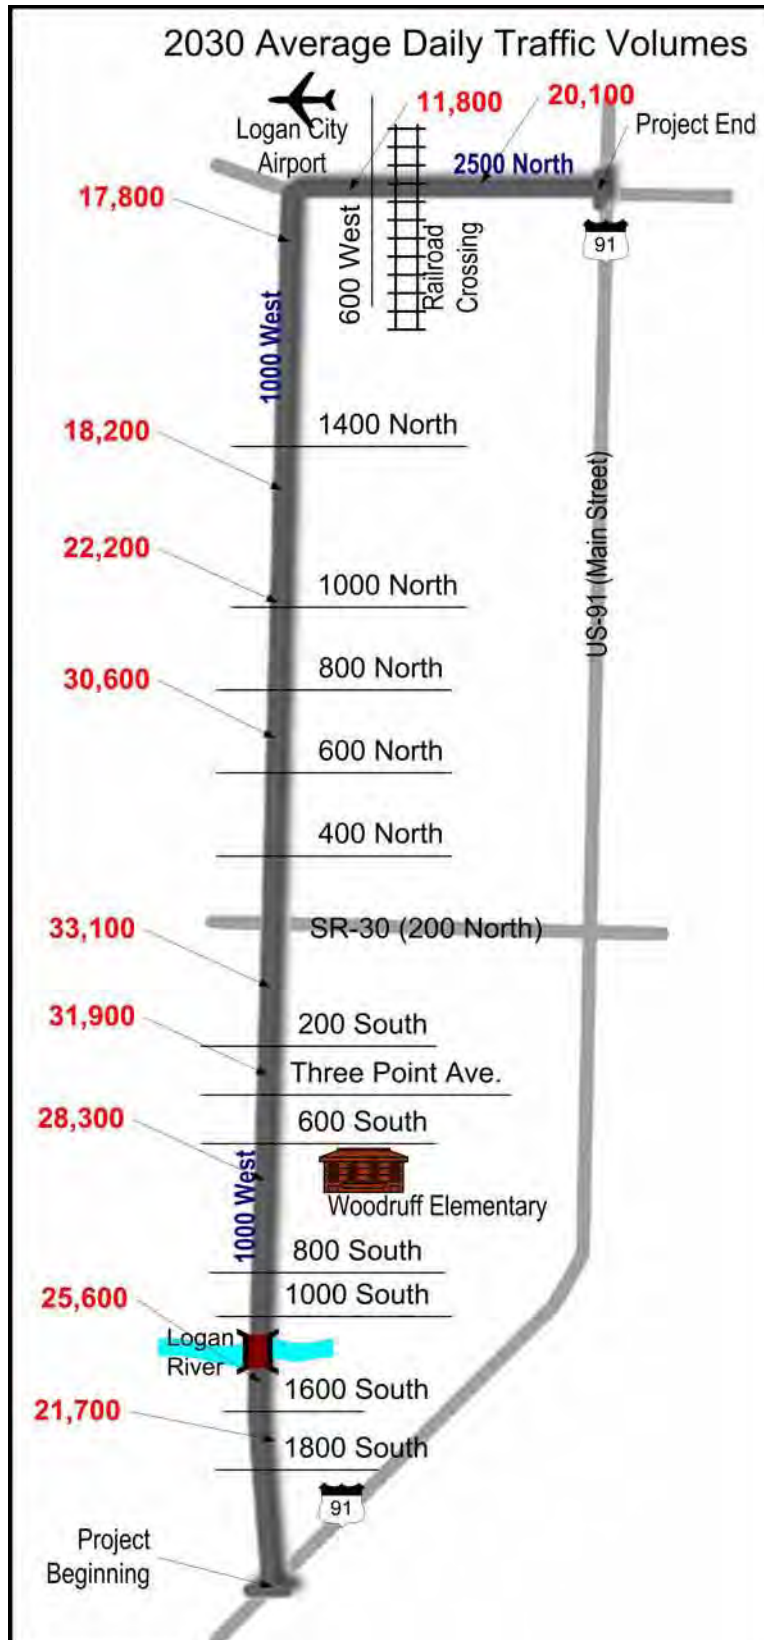 2030 Average Daily Traffic Volumes
11,800
20,100
Logan City
Airport
Project End
2500 North
17,800
91
600 West
Railroad
Crossing
1000 West
1400 North
18,200
US-91 (Main Street)
22,200
1000 North
800 North
30,600
600 North
400 North
33,100
SR-30 (200 North)
31,900
200 South
Three Point Ave.
28,300
600 South
1000 West
Woodruff Elementary
800 South
25,600
1000 South
Logan
River
1600 South
21,700
1800 South
91
Project
Beginning